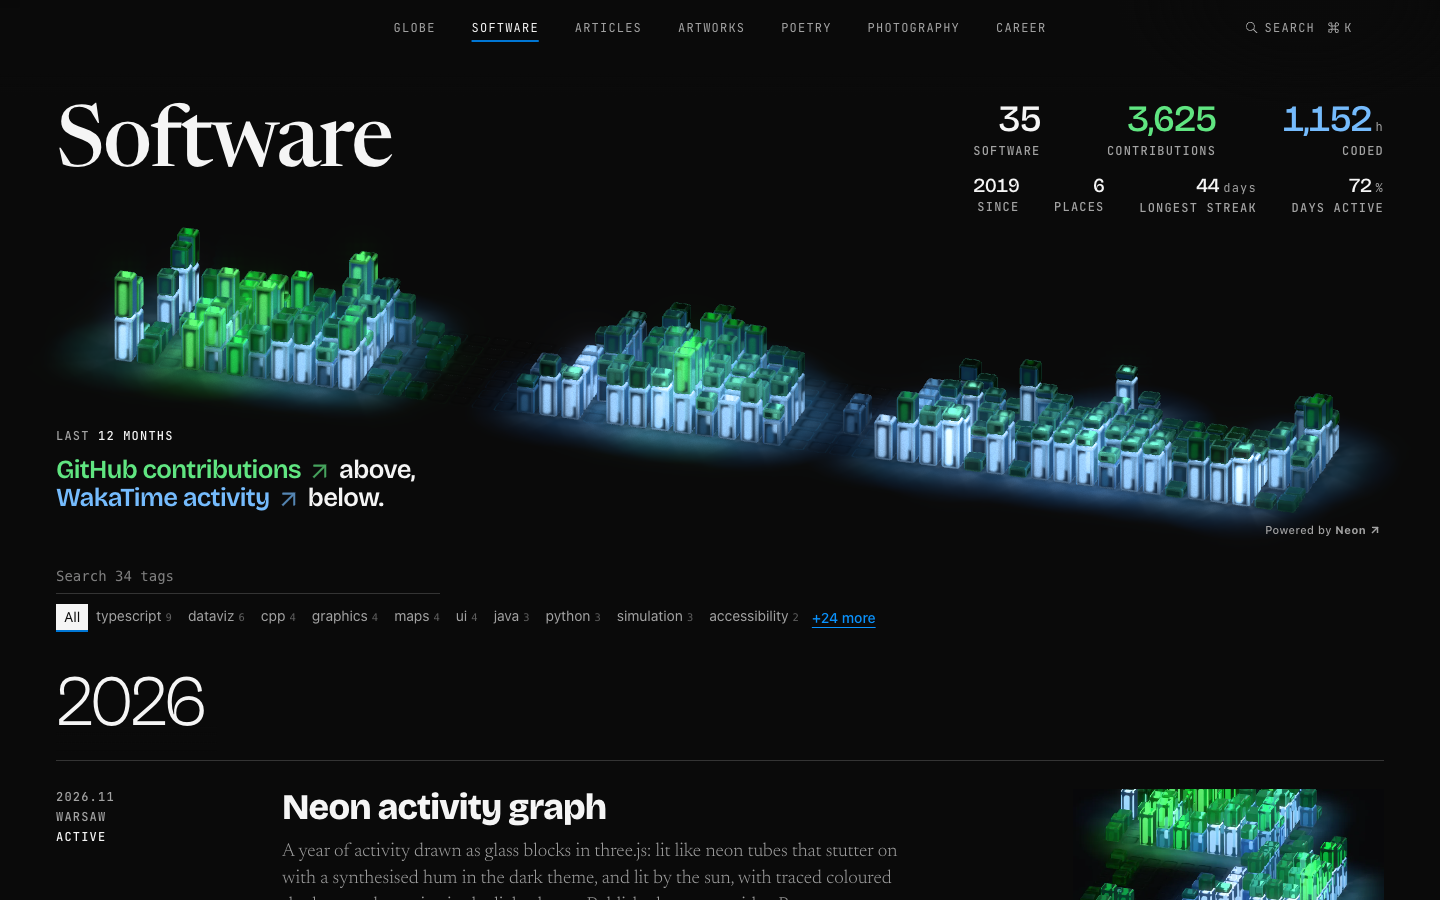 GLOBE SOFTWARE ARTICLES ARTWORKS POETRY PHOTOGRAPHY CAREER SEARCH ⌘ K
Software
35 3,625 1,152 h
SOFTWARE CONTRIBUTIONS CODED
2019 6 44 days 72 %
SINCE PLACES LONGEST STREAK DAYS ACTIVE
LAST 12 MONTHS
GitHub contributions ↗ above,
WakaTime activity ↗ below.
Powered by Neon ↗
Search 34 tags
All typescript 9 dataviz 6 cpp 4 graphics 4 maps 4 ui 4 java 3 python 3 simulation 3 accessibility 2 +24 more
2026
2026.11
WARSAW
ACTIVE
Neon activity graph
A year of activity drawn as glass blocks in three.js: lit like neon tubes that stutter on
with a synthesised hum in the dark theme, and lit by the sun, with traced coloured